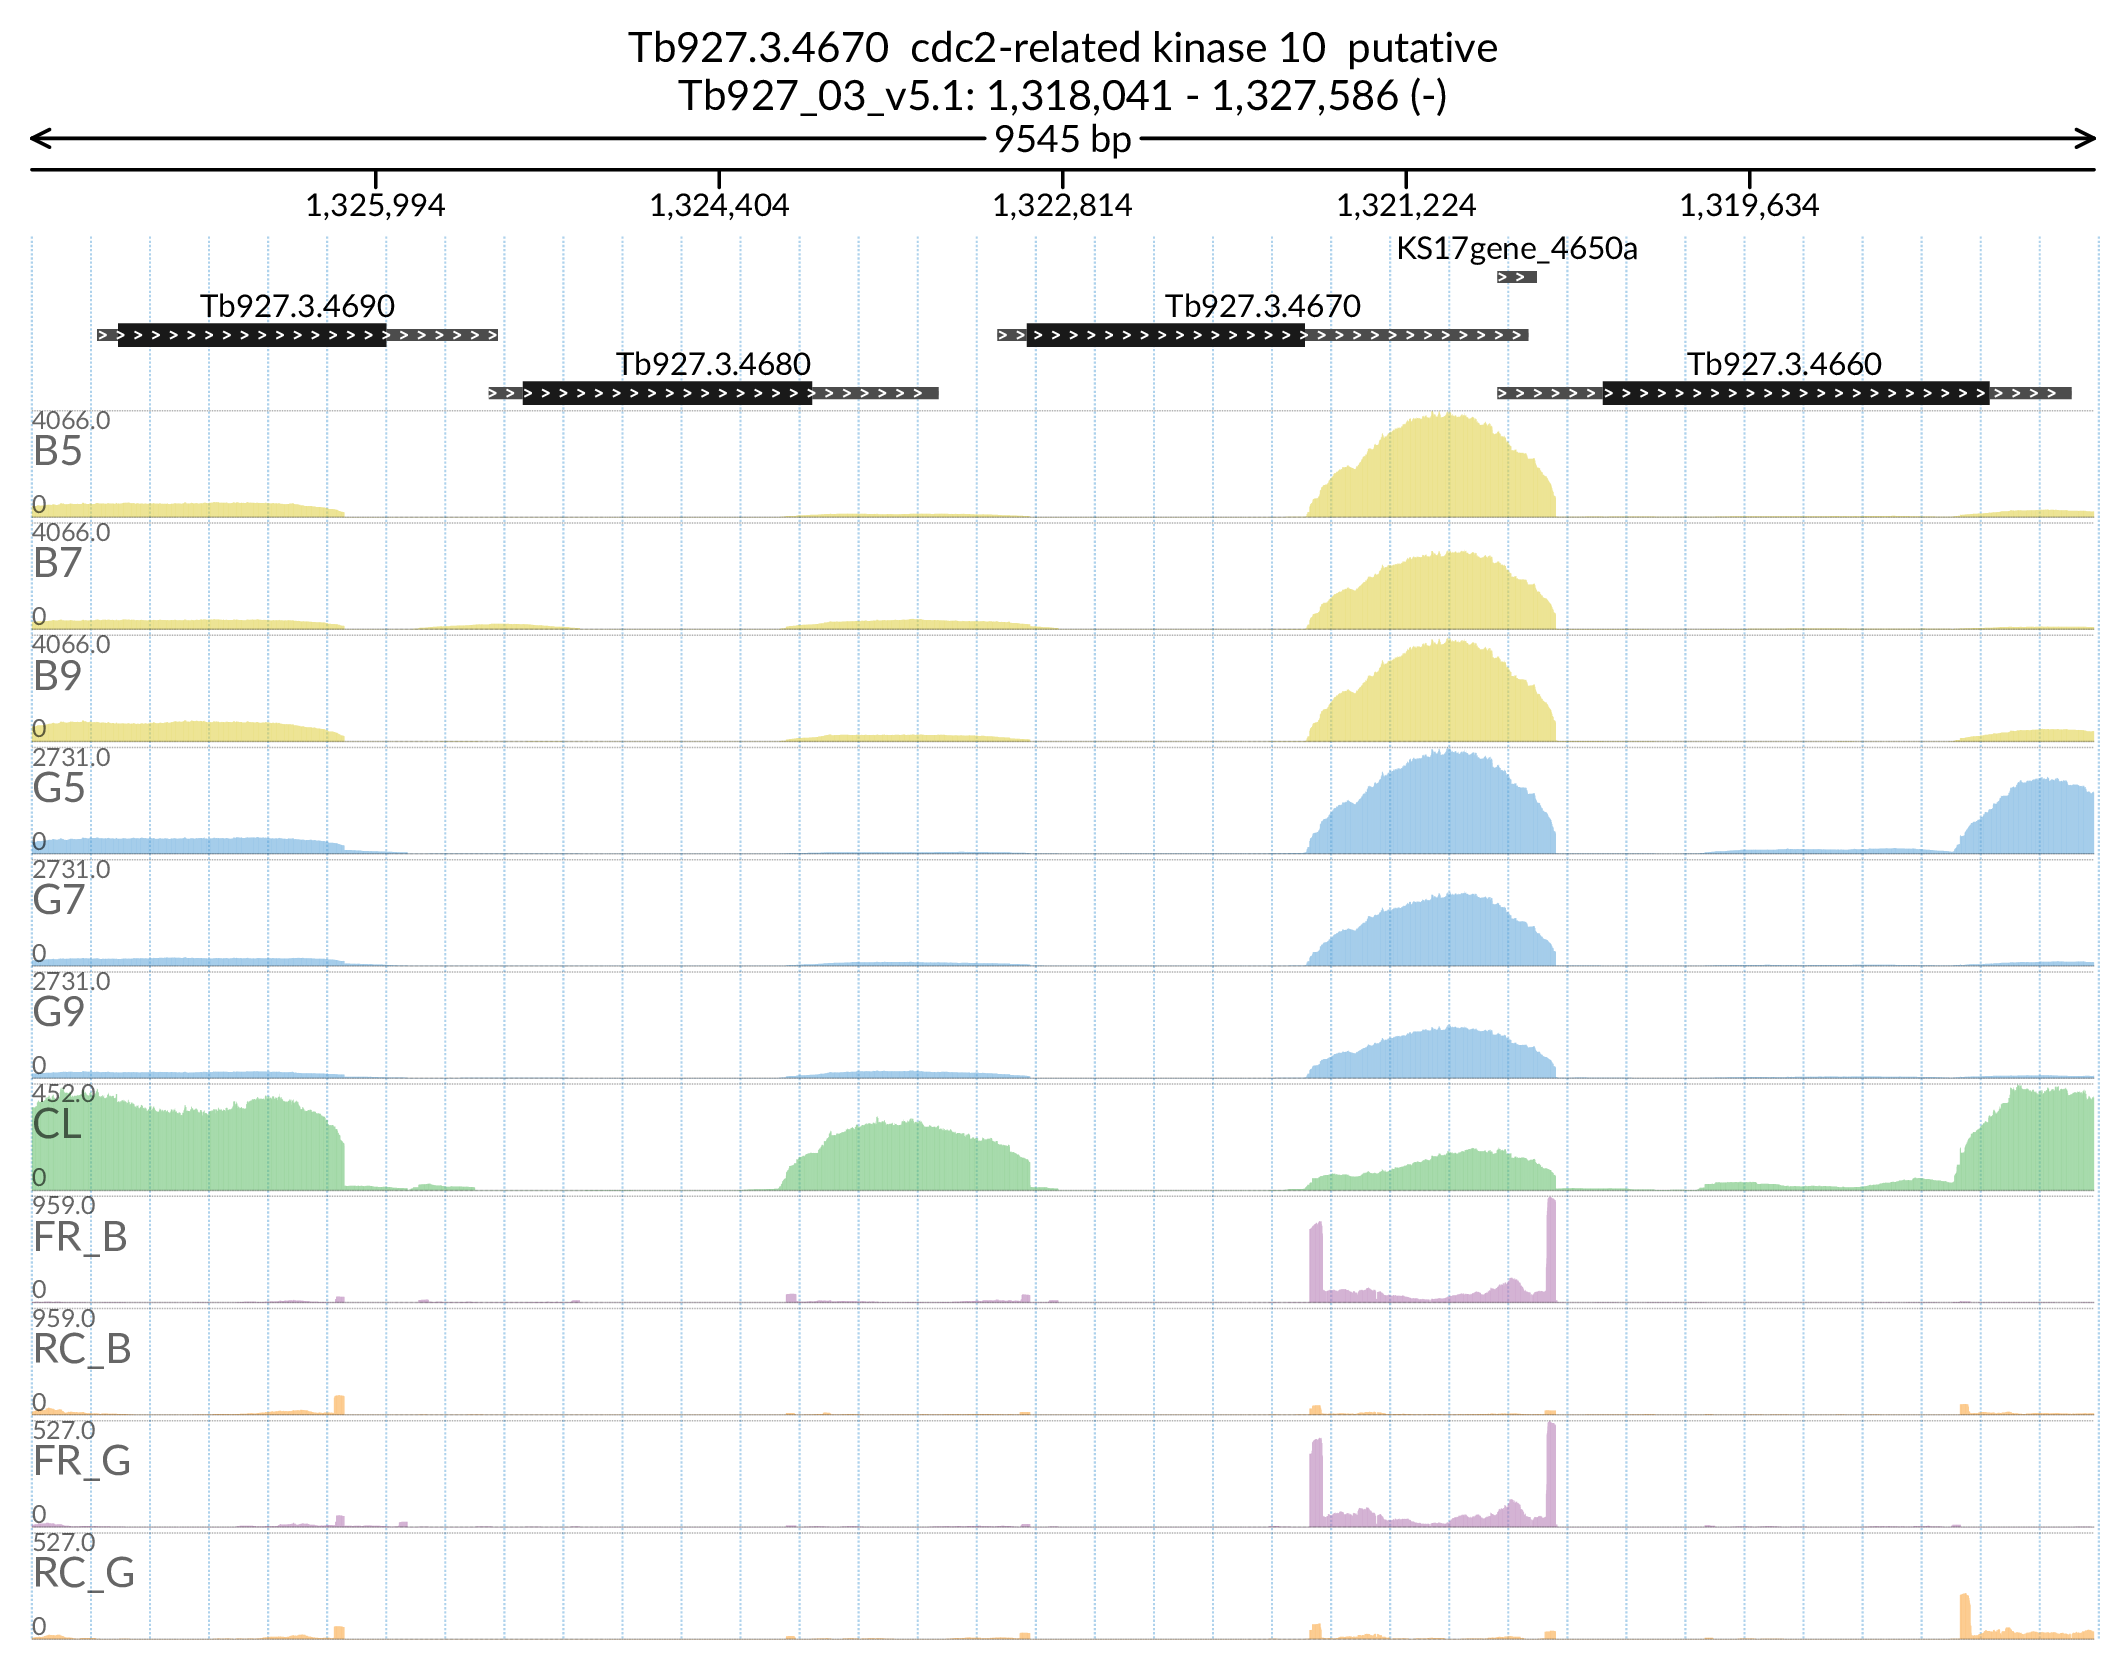 Tb927.3.4670  cdc2-related kinase 10  putative
Tb927_03_v5.1: 1,318,041 - 1,327,586 (-)
9545 bp
1,325,994 1,324,404 1,322,814 1,321,224 1,319,634
KS17gene_4650a
Tb927.3.4690 Tb927.3.4670
Tb927.3.4680 Tb927.3.4660
4066.0
B5
0
4066.0
B7
0
4066.0
B9
0
2731.0
G5
0
2731.0
G7
0
2731.0
G9
0
452.0
CL
0
959.0
FR_B
0
959.0
RC_B
0
527.0
FR_G
0
527.0
RC_G
0